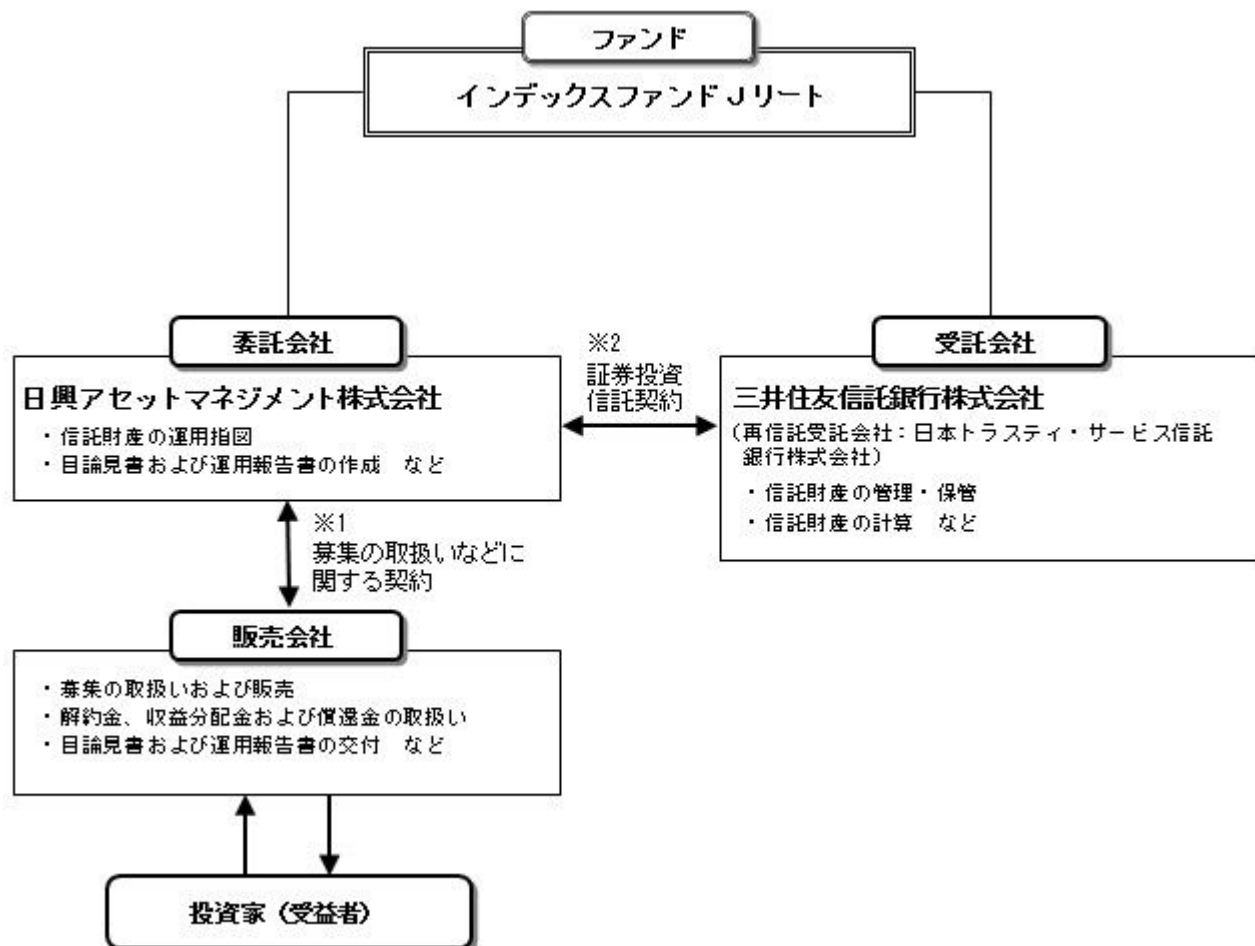 ファンド
インデックスファンドJリート
委託会社
日興アセットマネジメント株式会社
・信託財産の運用指図
・目論見書および運用報告書の作成　など
※2
証券投資
信託契約
受託会社
三井住友信託銀行株式会社
(再信託受託会社：日本トラスティ・サービス信託
銀行株式会社)
・信託財産の管理・保管
・信託財産の計算　など
※1
募集の取扱いなどに
関する契約
販売会社
・募集の取扱いおよび販売
・解約金、収益分配金および償還金の取扱い
・目論見書および運用報告書の交付　など
投資家（受益者）